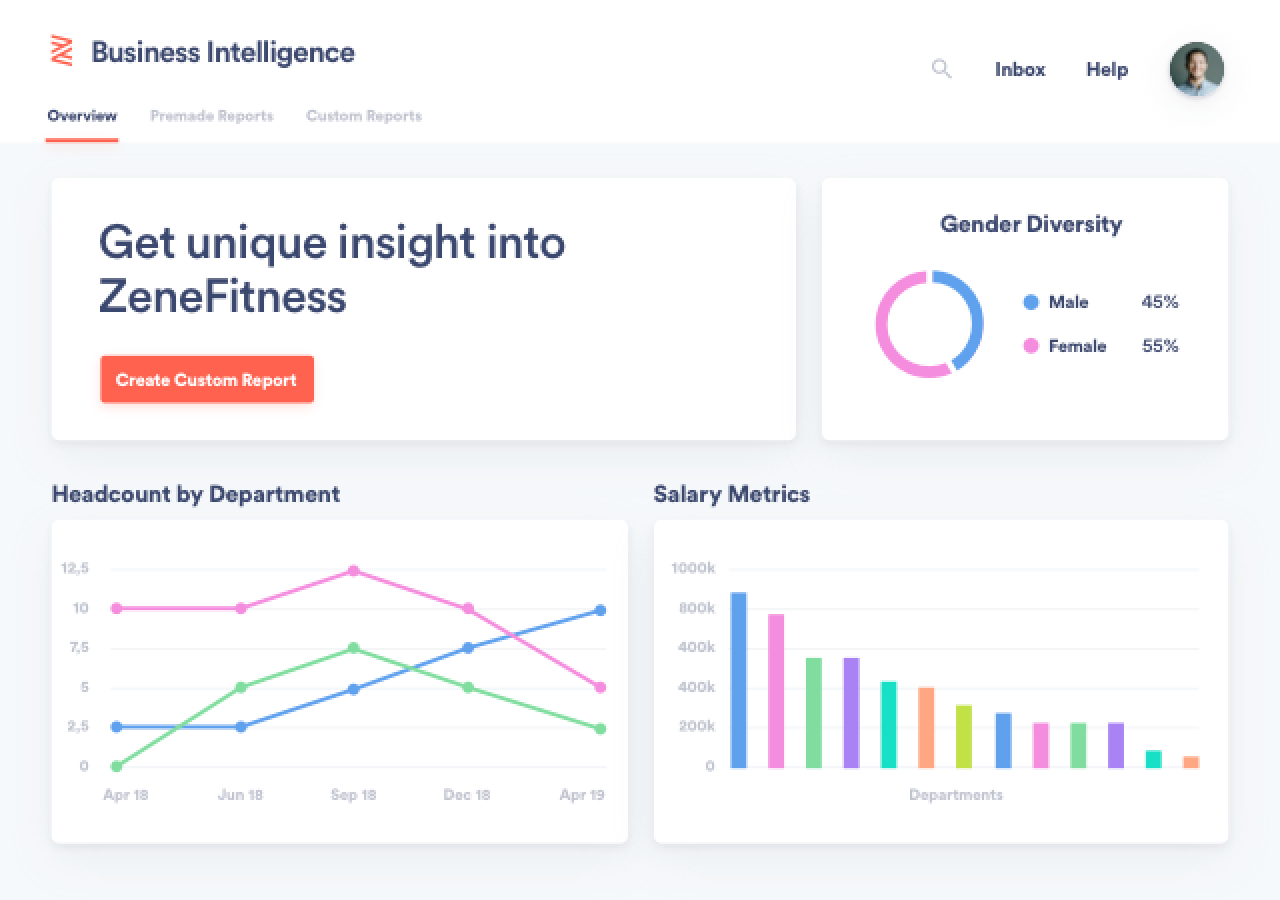 Business Intelligence
Inbox
Help
Overview
Premade Reports
Custom Reports
Get unique insight into
ZeneFitness
Create Custom Report
Gender Diversity
Male 45%
Female 55%
Headcount by Department
12,5
10
7,5
5
2,5
0
Apr 18 Jun 18 Sep 18 Dec 18 Apr 19
Salary Metrics
1000k
800k
400k
400k
200k
0
Departments